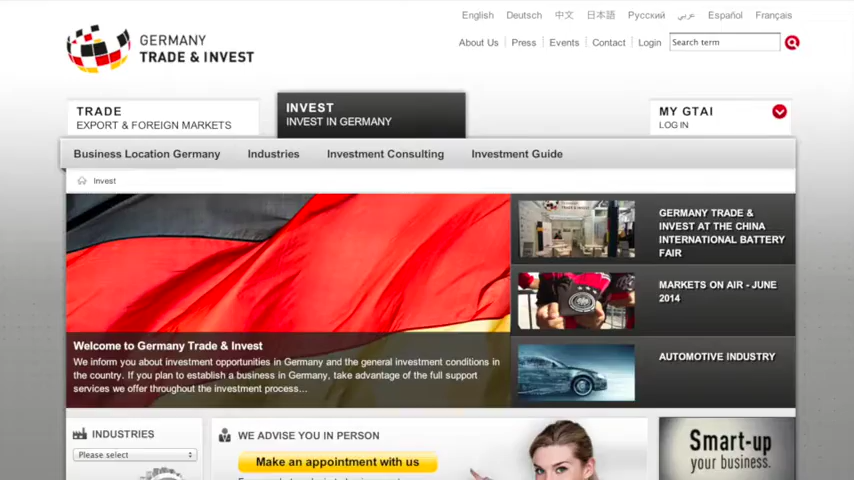 English Deutsch 中文 日本語 Русский عربي Español Français
GERMANY
TRADE & INVEST
About Us Press Events Contact Login Search term
TRADE
EXPORT & FOREIGN MARKETS
INVEST
INVEST IN GERMANY
MY GTAI
LOG IN
Business Location Germany Industries Investment Consulting Investment Guide
Invest
GERMANY TRADE &
INVEST AT THE CHINA
INTERNATIONAL BATTERY
FAIR
MARKETS ON AIR - JUNE
2014
AUTOMOTIVE INDUSTRY
Welcome to Germany Trade & Invest
We inform you about investment opportunities in Germany and the general investment conditions in
the country. If you plan to establish a business in Germany, take advantage of the full support
services we offer throughout the investment process...
INDUSTRIES
Please select
WE ADVISE YOU IN PERSON
Make an appointment with us
Smart-up
your business.